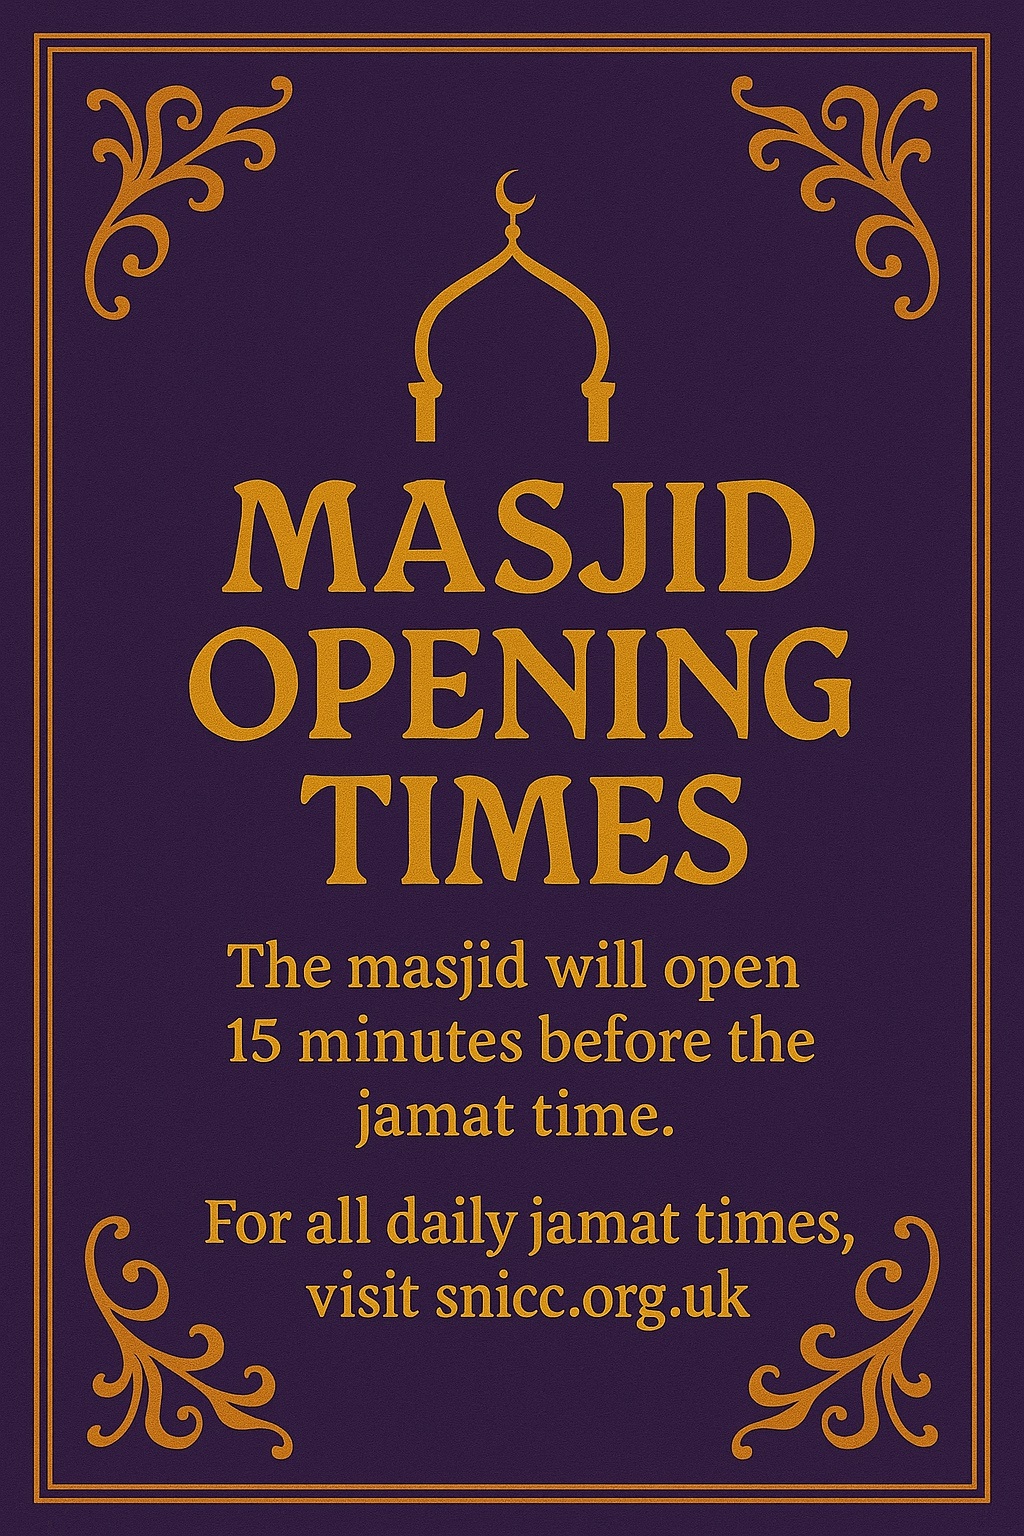 MASJID
OPENING
TIMES
The masjid will open
15 minutes before the
jamat time.
For all daily jamat times,
visit snicc.org.uk